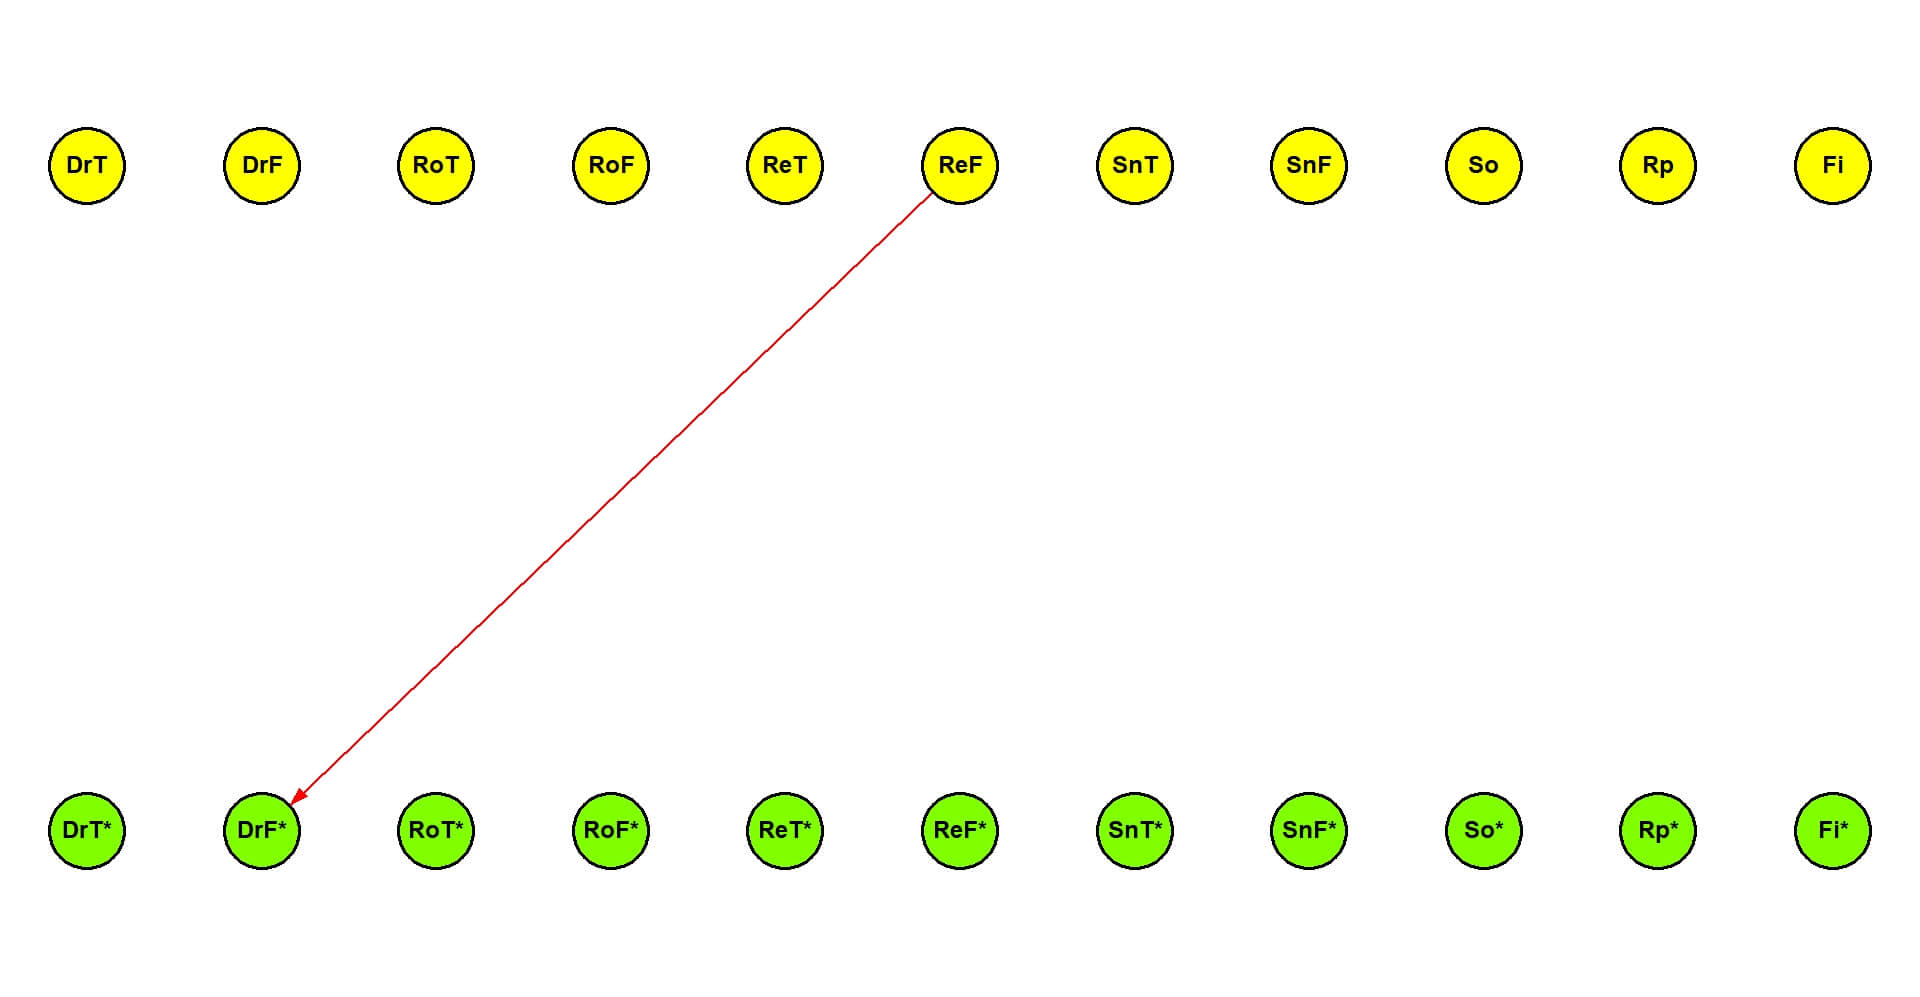 DrT DrF RoT RoF ReT ReF SnT SnF So Rp Fi
DrT* DrF* RoT* RoF* ReT* ReF* SnT* SnF* So* Rp* Fi*